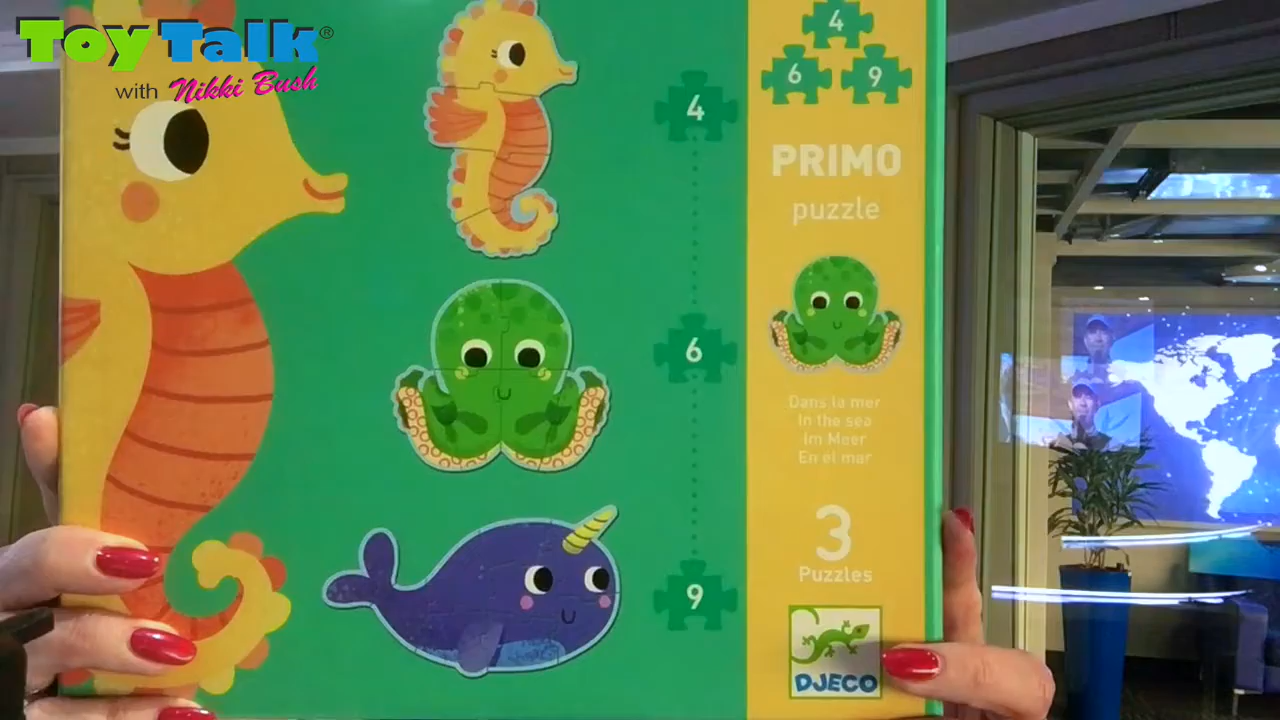 ToyTalk®
with Nikki Bush
4
6 9
PRIMO
puzzle
Dans la mer
In the sea
Im Meer
En el mar
3
Puzzles
DJECO
4
6
9